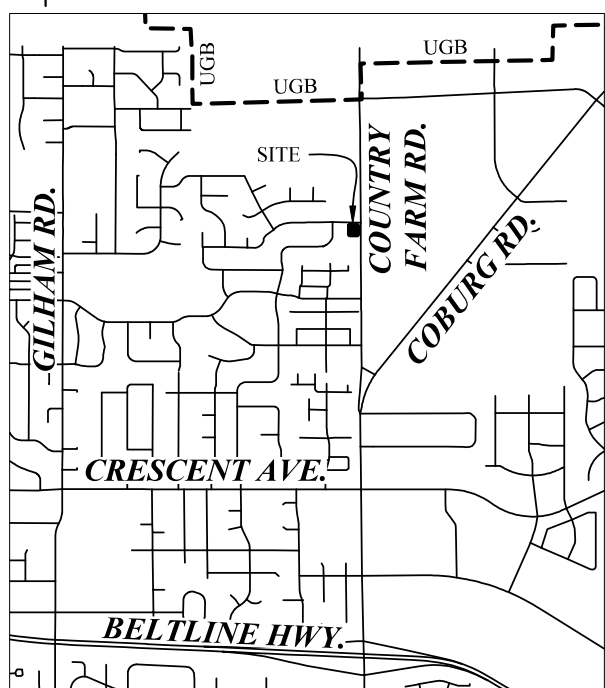 UGB
UGB
UGB
SITE
COUNTRY
FARM RD.
GILHAM RD.
COBURG RD.
CRESCENT AVE.
BELTLINE HWY.